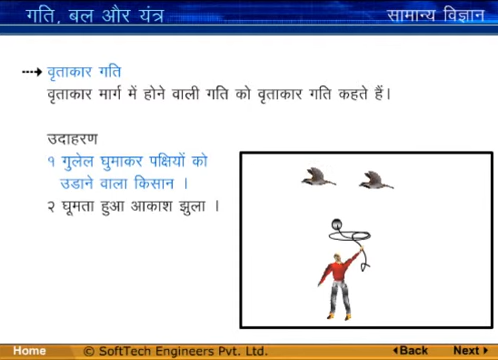 गति, बल और यंत्र
सामान्य विज्ञान
वृताकार गति
वृताकार मार्ग में होने वाली गति को वृताकार गति कहते हैं।
उदाहरण
१ गुलेल घुमाकर पक्षियों को
उडाने वाला किसान ।
२ घूमता हुआ आकाश झुला ।
Home
© SoftTech Engineers Pvt. Ltd.
Back
Next